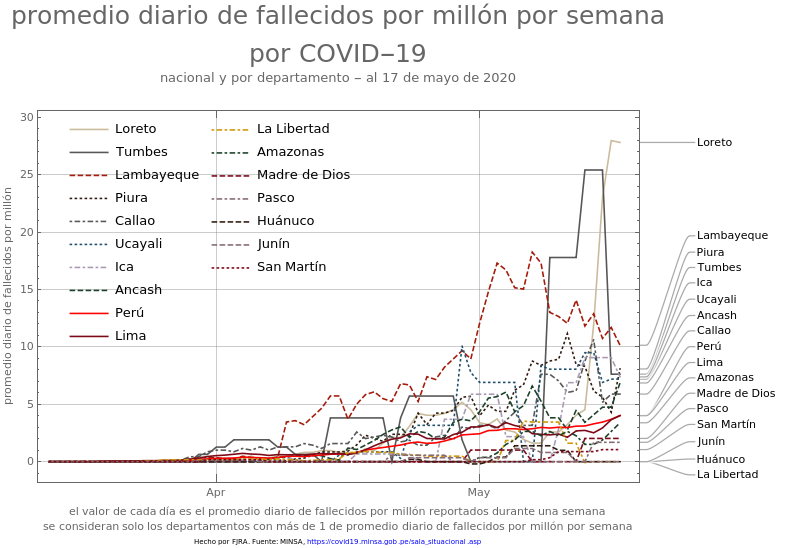 promedio diario de fallecidos por millón por semana
por COVID−19
nacional y por departamento − al 17 de mayo de 2020
promedio diario de fallecidos por millón
30
25
20
15
10
5
0
Apr
May
Loreto
Tumbes
Lambayeque
Piura
Callao
Ucayali
Ica
Ancash
Perú
Lima
La Libertad
Amazonas
Madre de Dios
Pasco
Huánuco
Junín
San Martín
Loreto
Lambayeque
Piura
Tumbes
Ica
Ucayali
Ancash
Callao
Perú
Lima
Amazonas
Madre de Dios
Pasco
San Martín
Junín
Huánuco
La Libertad
el valor de cada día es el promedio diario de fallecidos por millón reportados durante una semana
se consideran solo los departamentos con más de 1 de promedio diario de fallecidos por millón por semana
Hecho por FJRA. Fuente: MINSA, https://covid19.minsa.gob.pe/sala_situacional.asp